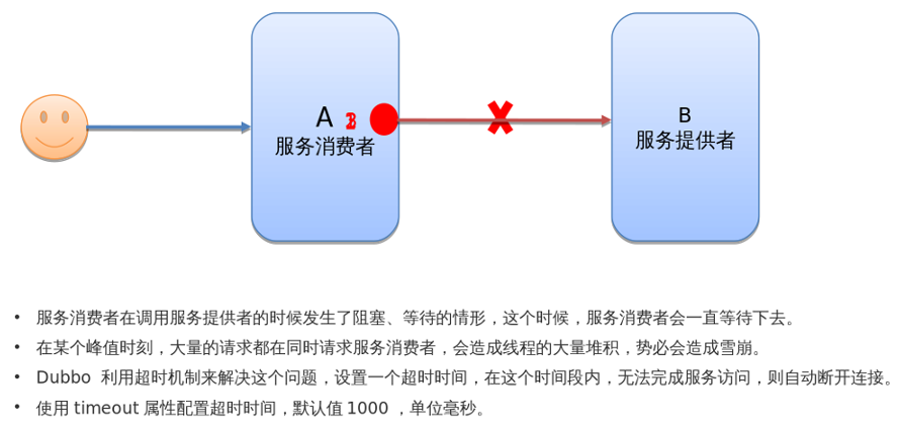 A
服务消费者
B
服务提供者
• 服务消费者在调用服务提供者的时候发生了阻塞、等待的情形，这个时候，服务消费者会一直等待下去。
• 在某个峰值时刻，大量的请求都在同时请求服务消费者，会造成线程的大量堆积，势必会造成雪崩。
• Dubbo 利用超时机制来解决这个问题，设置一个超时时间，在这个时间段内，无法完成服务访问，则自动断开连接。
• 使用 timeout 属性配置超时时间，默认值 1000 ，单位毫秒。